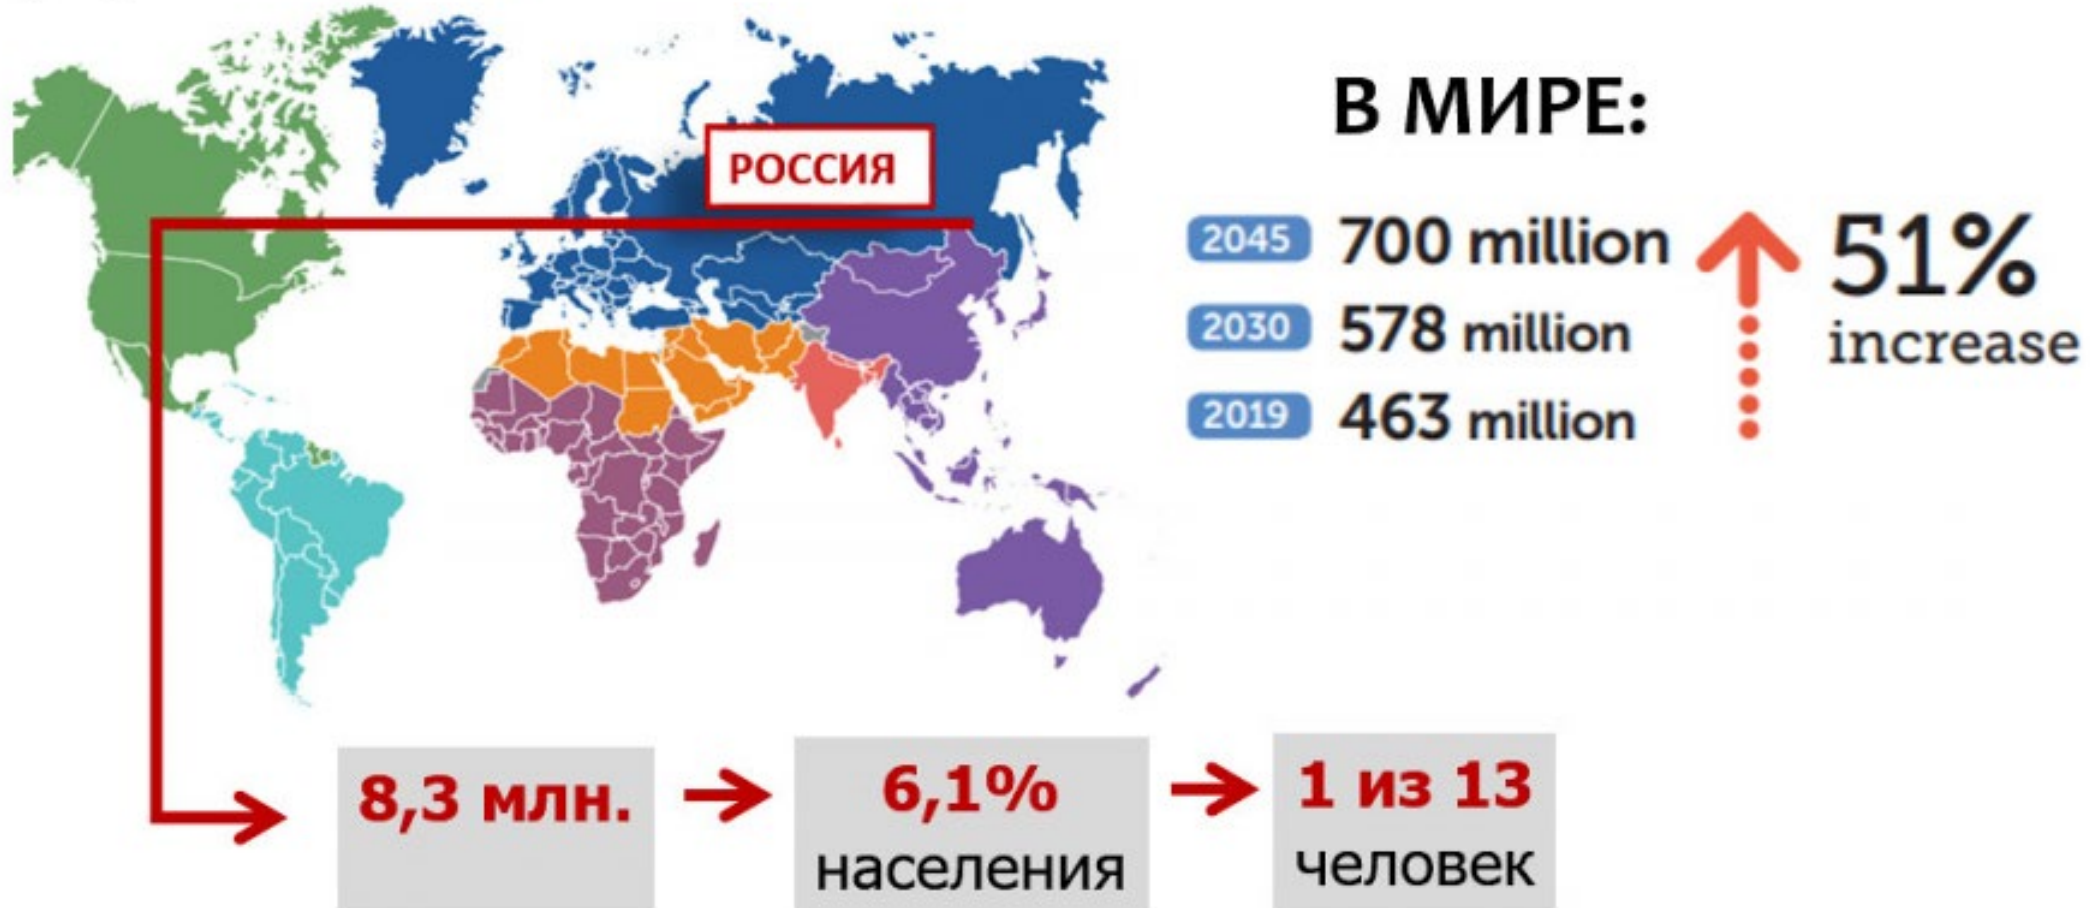 В МИРЕ:
РОССИЯ
2045 700 million
2030 578 million
2019 463 million
51%
increase
8,3 млн.
6,1%
населения
1 из 13
человек